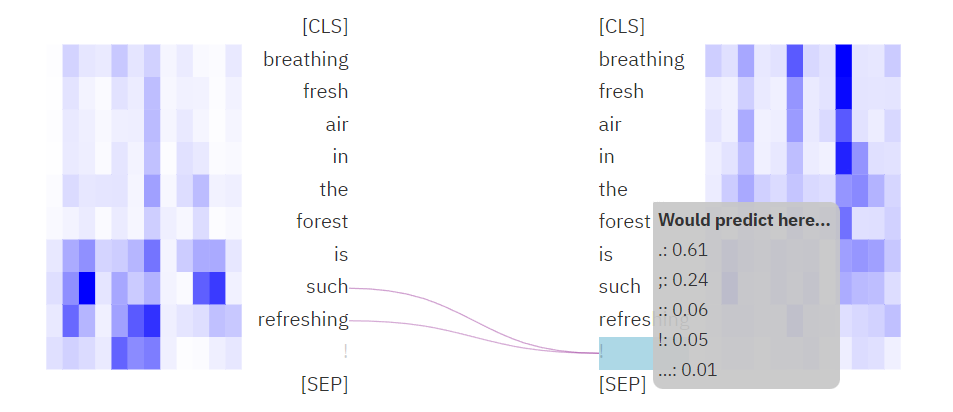 [CLS] [CLS]
breathing breathing
fresh fresh
air air
in in
the the
forest forest Would predict here...
is is .: 0.61
such such ;: 0.24
refreshing refreshing :: 0.06
! ! !: 0.05
...: 0.01
[SEP] [SEP]